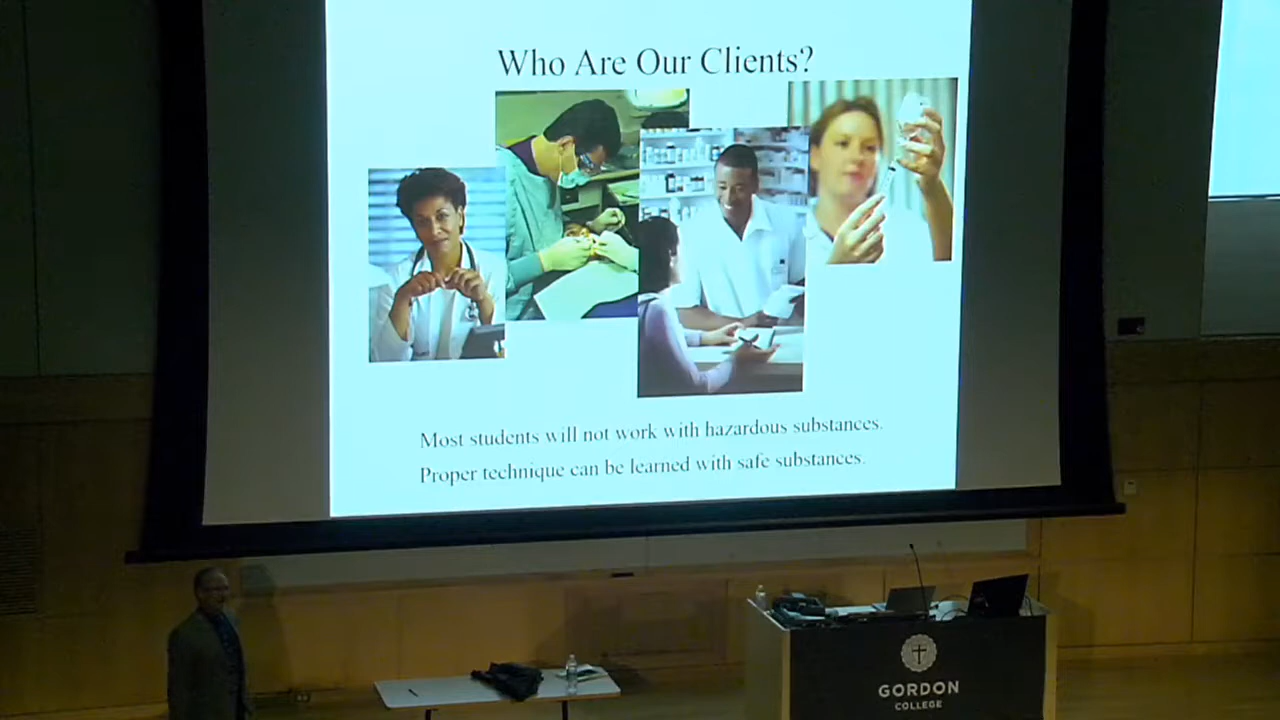 Who Are Our Clients?
Most students will not work with hazardous substances.
Proper technique can be learned with safe substances.
GORDON
COLLEGE